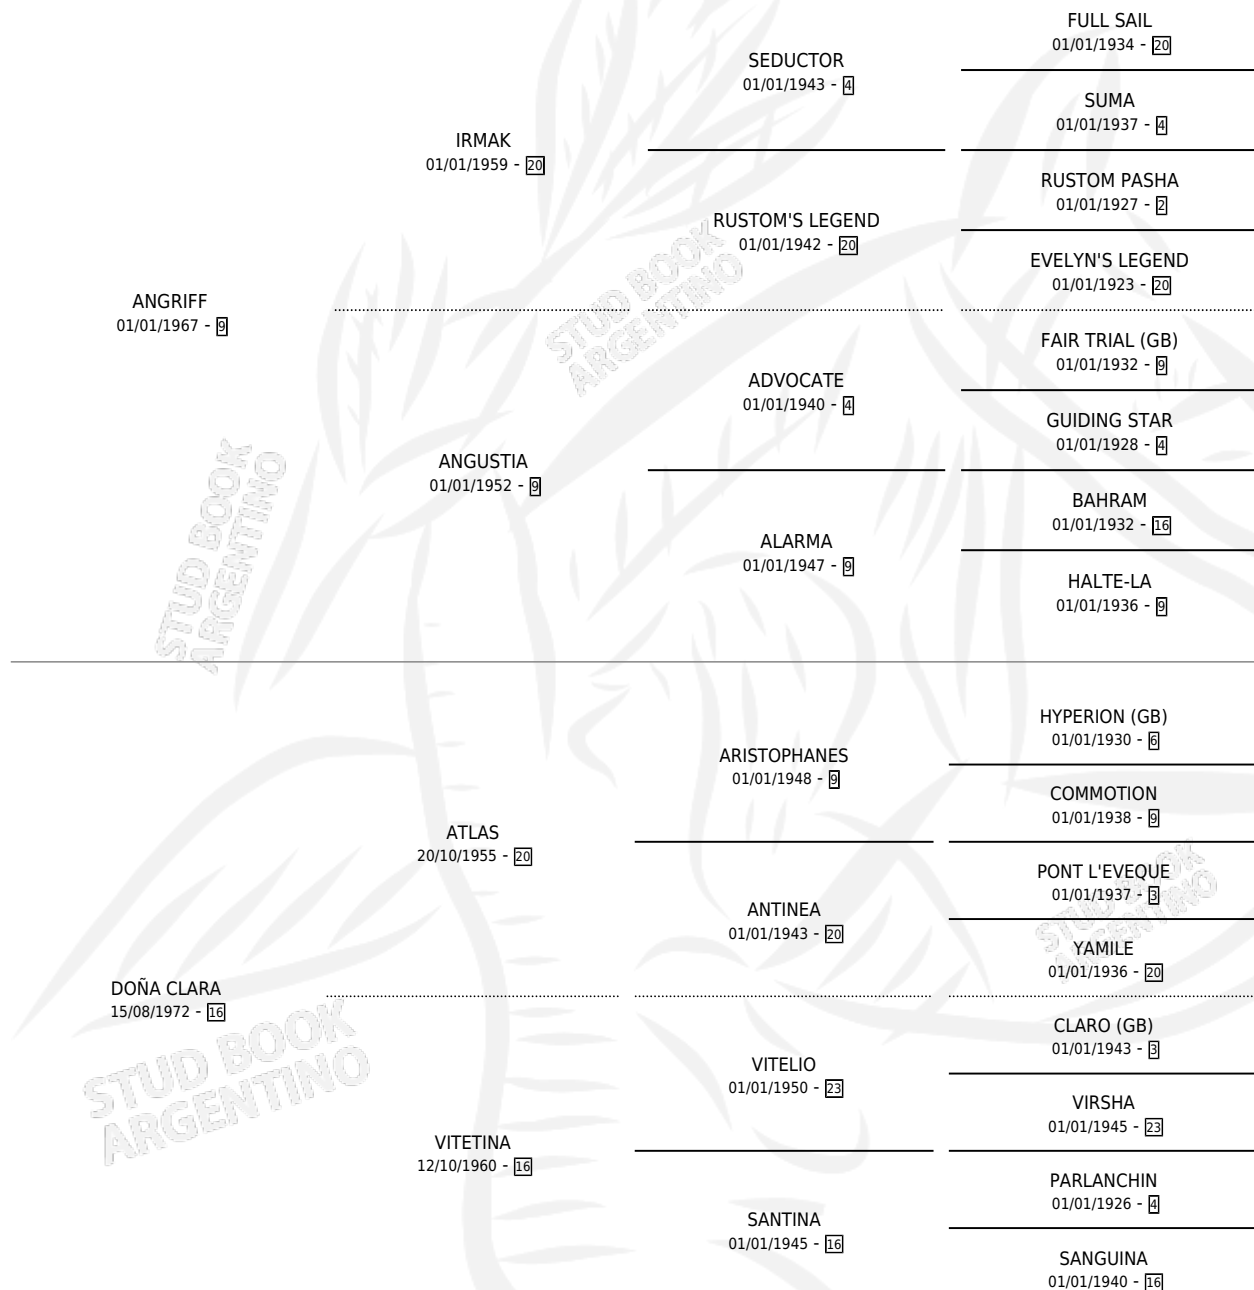 FULL SAIL
01/01/1934 - 20
SEDUCTOR
01/01/1943 - 4
SUMA
01/01/1937 - 4
IRMAK
01/01/1959 - 20
RUSTOM PASHA
01/01/1927 - 2
RUSTOM'S LEGEND
01/01/1942 - 20
EVELYN'S LEGEND
01/01/1923 - 20
ANGRIFF
01/01/1967 - 9
STUD BOOK
ARGENTINO
FAIR TRIAL (GB)
01/01/1932 - 9
ADVOCATE
01/01/1940 - 4
GUIDING STAR
01/01/1928 - 4
ANGUSTIA
01/01/1952 - 9
BAHRAM
01/01/1932 - 16
ALARMA
01/01/1947 - 9
HALTE-LA
01/01/1936 - 9
STUD BOOK
ARGENTINO
HYPERION (GB)
01/01/1930 - 6
ARISTOPHANES
01/01/1948 - 9
COMMOTION
01/01/1938 - 9
ATLAS
20/10/1955 - 20
PONT L'EVEQUE
01/01/1937 - 3
ANTINEA
01/01/1943 - 20
STUD BOOK
ARGENTINO
YAMILE
01/01/1936 - 20
DOÑA CLARA
15/08/1972 - 16
CLARO (GB)
01/01/1943 - 3
VITELIO
01/01/1950 - 23
STUD BOOK
ARGENTINO
VIRSHA
01/01/1945 - 23
VITETINA
12/10/1960 - 16
PARLANCHIN
01/01/1926 - 4
SANTINA
01/01/1945 - 16
SANGUINA
01/01/1940 - 16